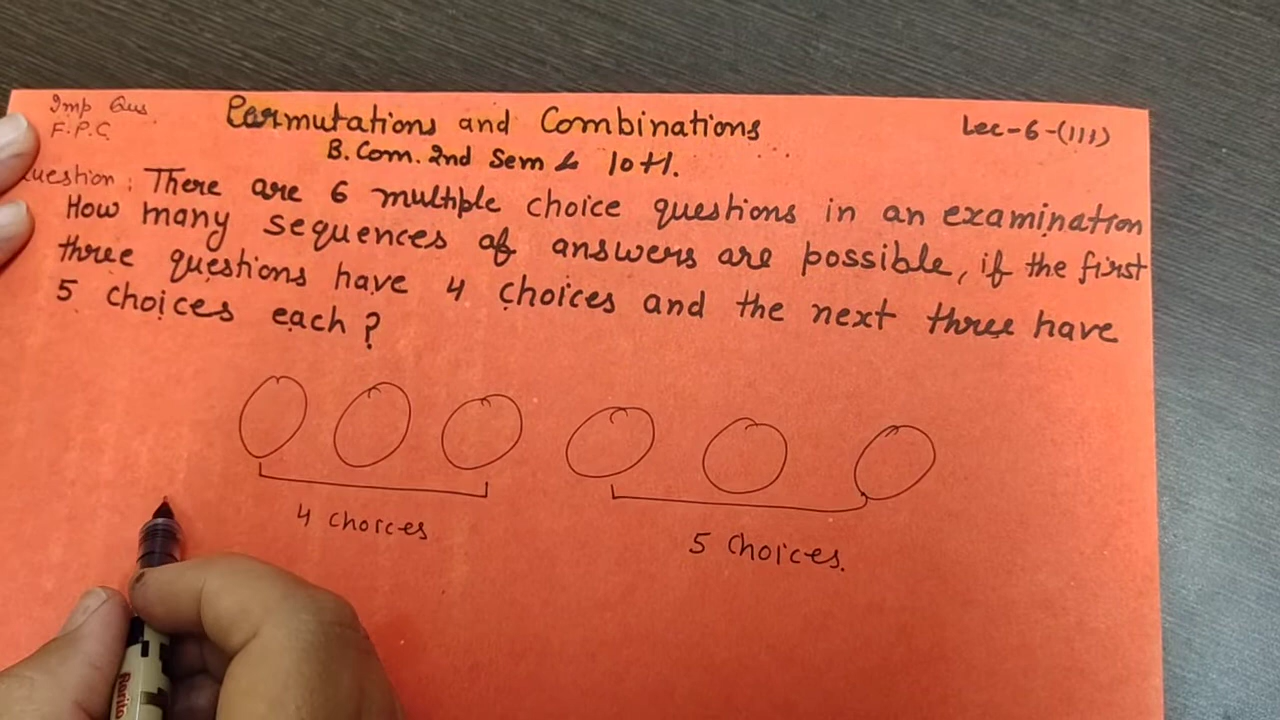 Imp Qus.
F.P.C.
Permutations and Combinations
Lec-6-(iii)
B.Com. 2nd Sem & 10+1.
uestion: There are 6 multiple choice questions in an examination
How many sequences of answers are possible, if the first
three questions have 4 choices and the next three have
5 choices each?
4 choices
5 choices.